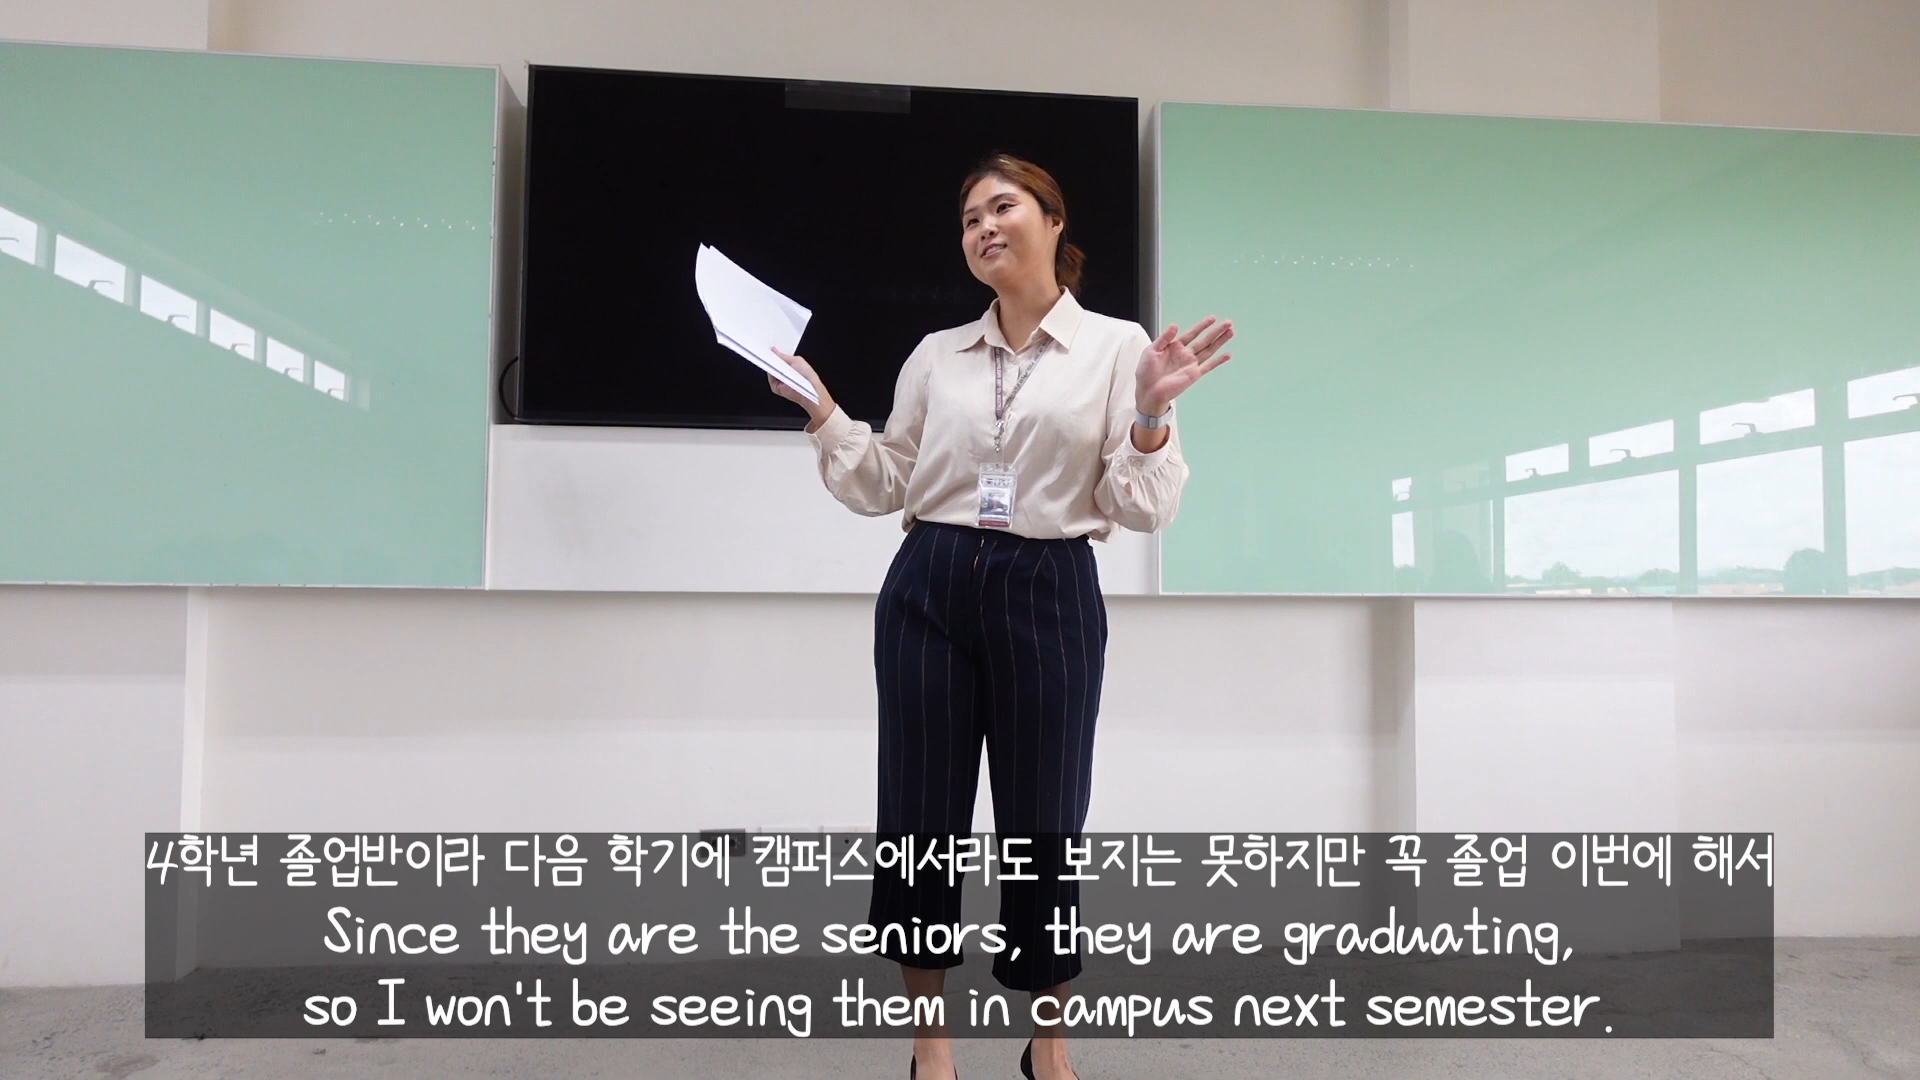 4학년 졸업반이라 다음 학기에 캠퍼스에서라도 보지는 못하지만 꼭 졸업 이번에 해서
Since they are the seniors, they are graduating,
so I won't be seeing them in campus next semester.